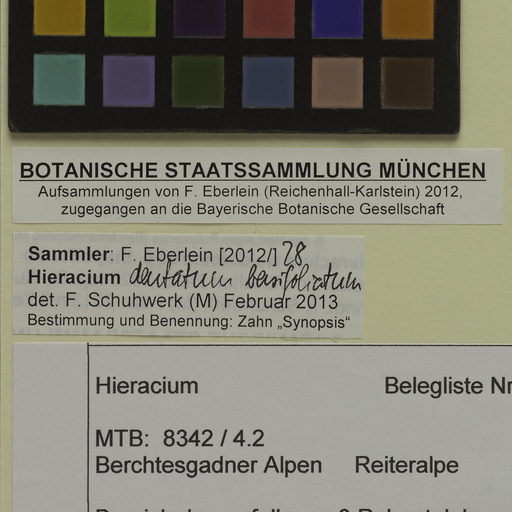 BOTANISCHE STAATSSAMMLUNG MÜNCHEN
Aufsammlungen von F. Eberlein (Reichenhall-Karlstein) 2012,
zugegangen an die Bayerische Botanische Gesellschaft
Sammler: F. Eberlein [2012/] 28
Hieracium dentatum basifoliatum
det. F. Schuhwerk (M) Februar 2013
Bestimmung und Benennung: Zahn „Synopsis“
Hieracium Belegliste Nr
MTB: 8342 / 4.2
Berchtesgadner Alpen Reiteralpe